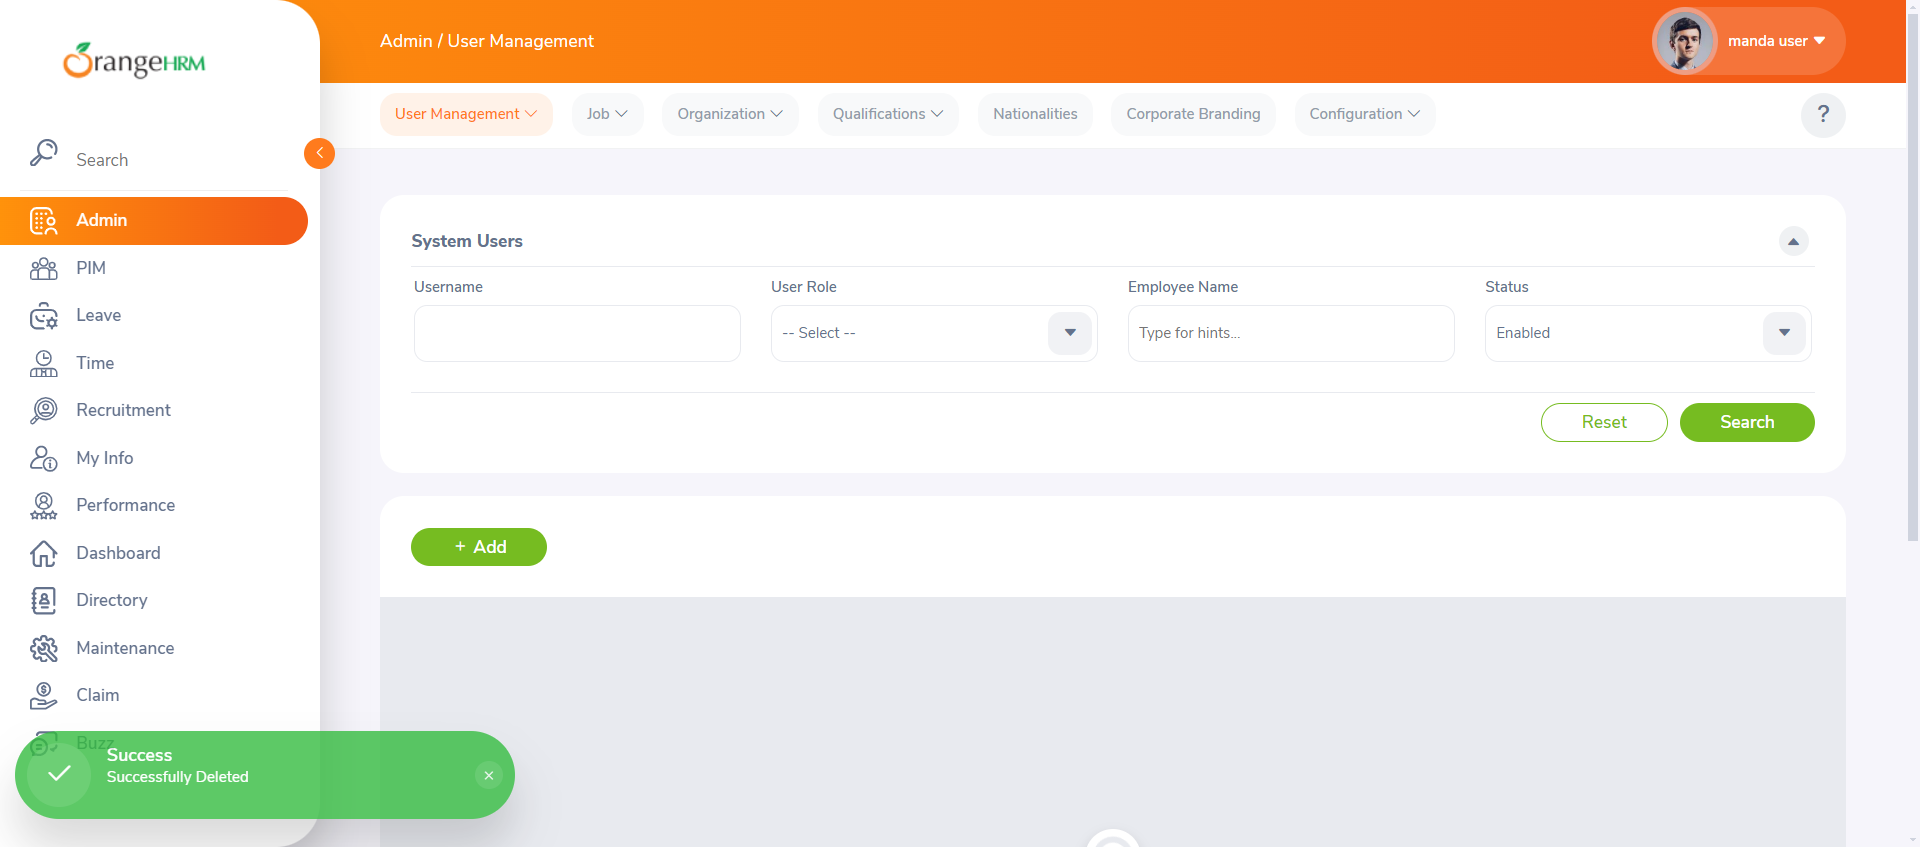 OrangeHRM
Admin / User Management
manda user
User Management
Job
Organization
Qualifications
Nationalities
Corporate Branding
Configuration
?
Search
Admin
PIM
Leave
Time
Recruitment
My Info
Performance
Dashboard
Directory
Maintenance
Claim
Buzz
System Users
Username
User Role
Employee Name
Status
-- Select --
Type for hints...
Enabled
Reset
Search
+ Add
Success
Successfully Deleted